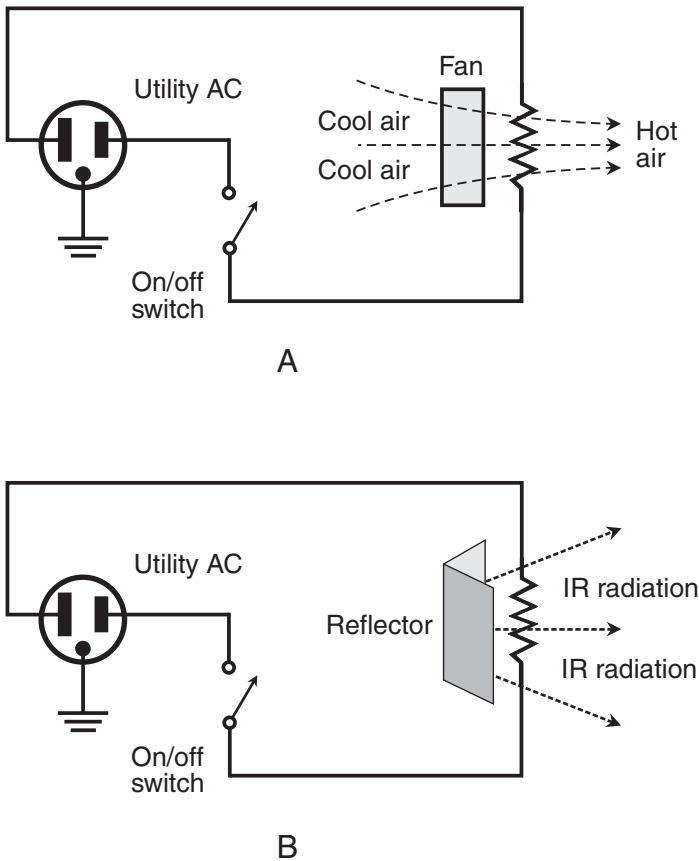 Utility AC
Fan
Cool air
Cool air
Hot
air
On/off
switch
A
Utility AC
Reflector
IR radiation
IR radiation
On/off
switch
B